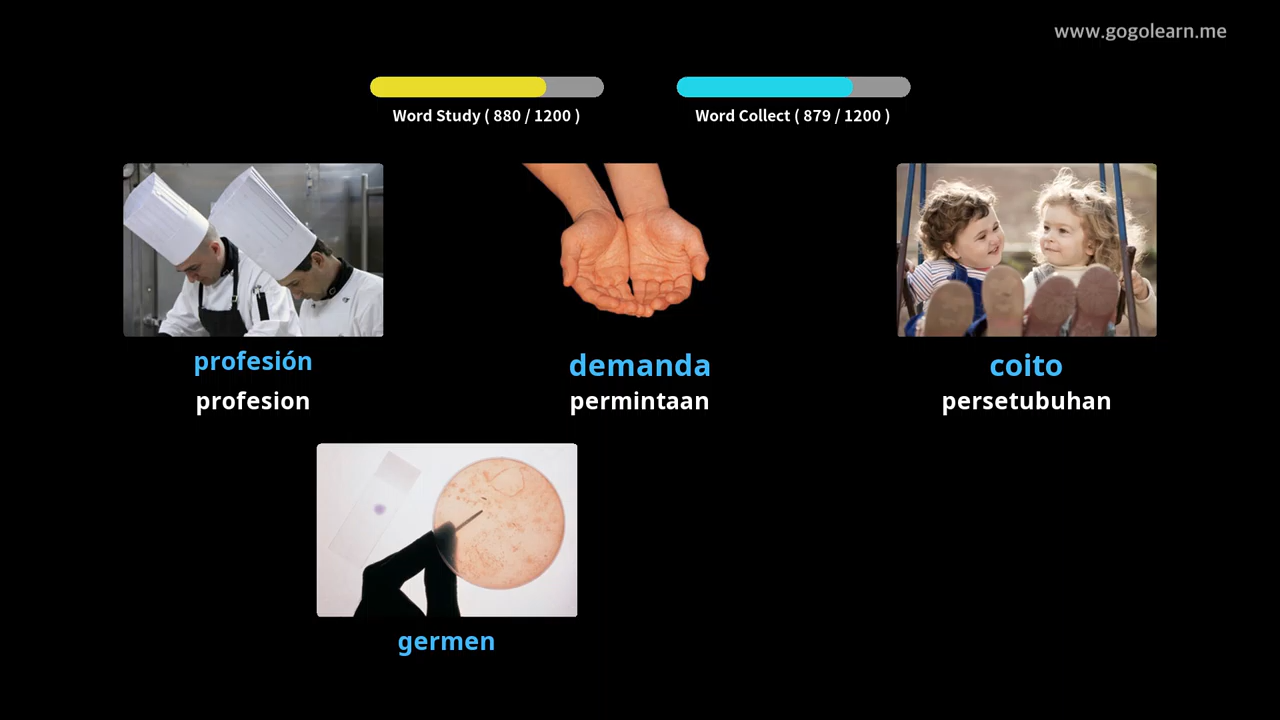 www.gogolearn.me
Word Study ( 880 / 1200 )
Word Collect ( 879 / 1200 )
profesión
profesion
demanda
permintaan
coito
persetubuhan
germen